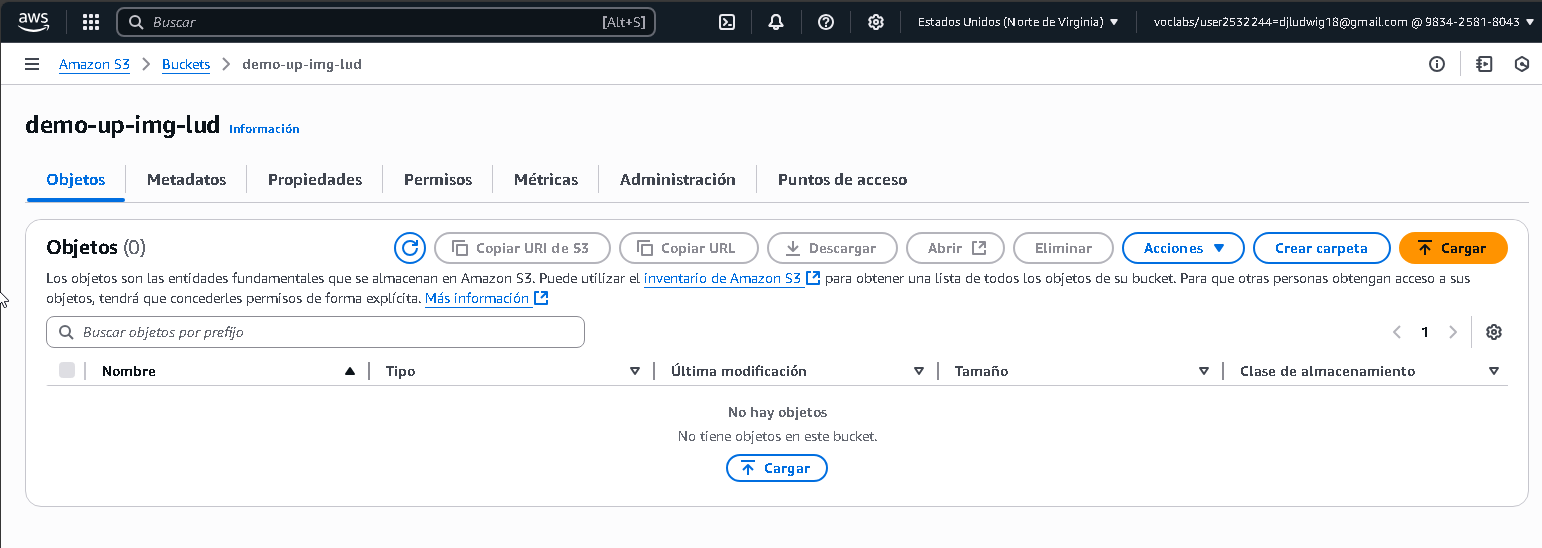 aws Buscar [Alt+S] Estados Unidos (Norte de Virginia) voclabs/user2532244=djludwig18@gmail.com @ 9834-2581-8043
Amazon S3 Buckets demo-up-img-lud
demo-up-img-lud Información
Objetos Metadatos Propiedades Permisos Métricas Administración Puntos de acceso
Objetos (0) Copiar URI de S3 Copiar URL Descargar Abrir Eliminar Acciones Crear carpeta Cargar
Los objetos son las entidades fundamentales que se almacenan en Amazon S3. Puede utilizar el inventario de Amazon S3 para obtener una lista de todos los objetos de su bucket. Para que otras personas obtengan acceso a sus
objetos, tendrá que concederles permisos de forma explícita. Más información
Buscar objetos por prefijo 1
Nombre Tipo Última modificación Tamaño Clase de almacenamiento
No hay objetos
No tiene objetos en este bucket.
Cargar